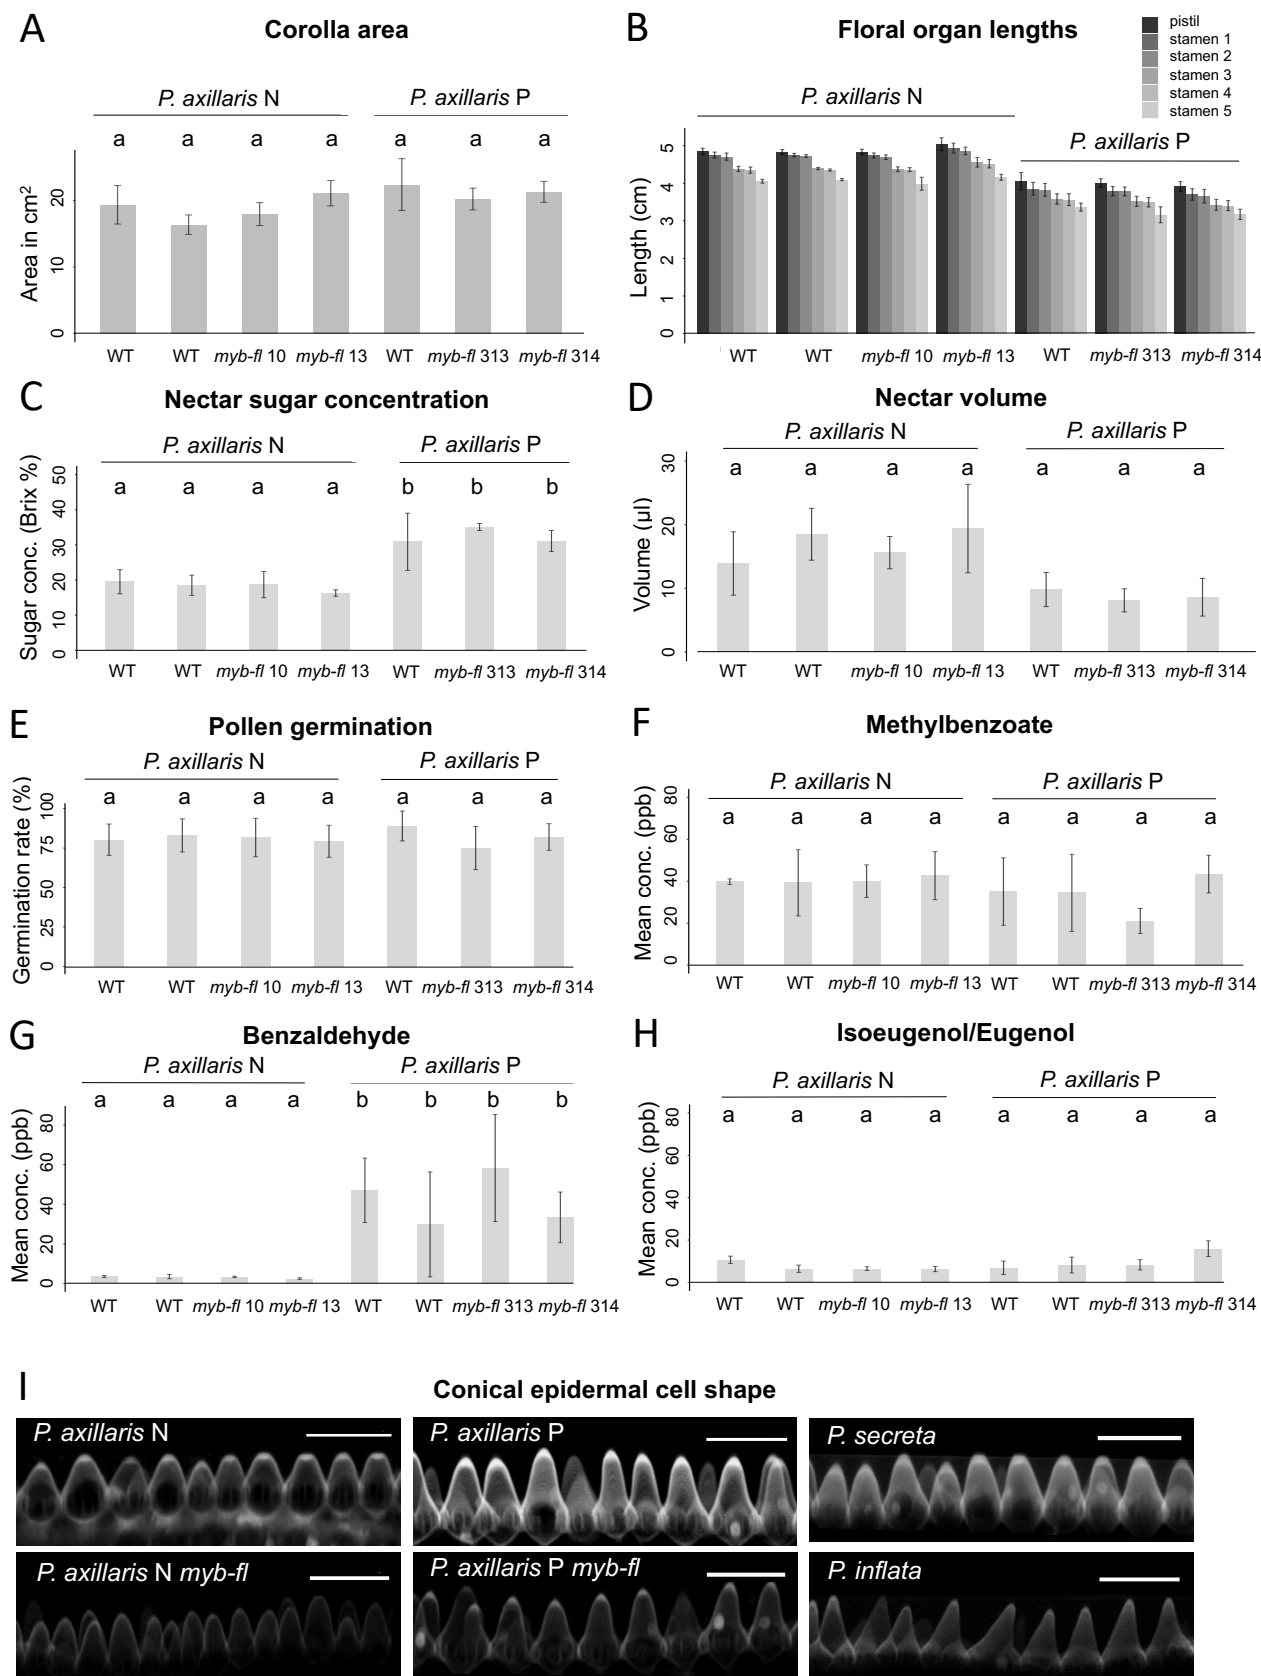 A
Corolla area
P. axillaris N
P. axillaris P
a a a a a a a
Area in cm2
0 10 20
WT WT myb-fl 10 myb-fl 13 WT myb-fl 313 myb-fl 314
B
Floral organ lengths
pistil
stamen 1
stamen 2
stamen 3
stamen 4
stamen 5
P. axillaris N
P. axillaris P
Length (cm)
0 1 2 3 4 5
WT WT myb-fl 10 myb-fl 13 WT myb-fl 313 myb-fl 314
C
Nectar sugar concentration
P. axillaris N
P. axillaris P
a a a a b b b
Sugar conc. (Brix %)
0 10 20 30 40 50
WT WT myb-fl 10 myb-fl 13 WT myb-fl 313 myb-fl 314
D
Nectar volume
P. axillaris N
P. axillaris P
a a a a a a a
Volume (µl)
0 10 20 30
WT WT myb-fl 10 myb-fl 13 WT myb-fl 313 myb-fl 314
E
Pollen germination
P. axillaris N
P. axillaris P
a a a a a a a
Germination rate (%)
0 25 50 75 100
WT WT myb-fl 10 myb-fl 13 WT myb-fl 313 myb-fl 314
F
Methylbenzoate
P. axillaris N
P. axillaris P
a a a a a a a a
Mean conc. (ppb)
0 20 40 60 80
WT WT myb-fl 10 myb-fl 13 WT WT myb-fl 313 myb-fl 314
G
Benzaldehyde
P. axillaris N
P. axillaris P
a a a a b b b b
Mean conc. (ppb)
0 20 40 60 80
WT WT myb-fl 10 myb-fl 13 WT WT myb-fl 313 myb-fl 314
H
Isoeugenol/Eugenol
P. axillaris N
P. axillaris P
a a a a a a a a
Mean conc. (ppb)
0 20 40 60 80
WT WT myb-fl 10 myb-fl 13 WT WT myb-fl 313 myb-fl 314
I
Conical epidermal cell shape
P. axillaris N
P. axillaris P
P. secreta
P. axillaris N myb-fl
P. axillaris P myb-fl
P. inflata